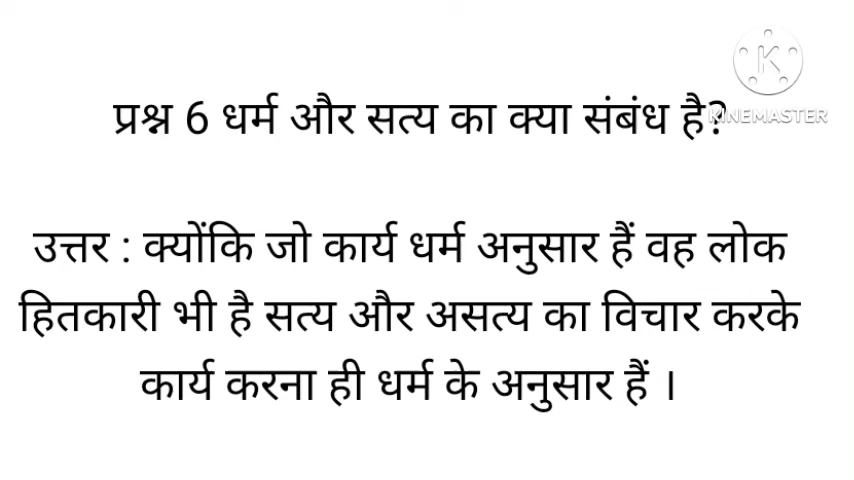 KINEMASTER
प्रश्न 6 धर्म और सत्य का क्या संबंध है?
उत्तर : क्योंकि जो कार्य धर्म अनुसार हैं वह लोक
हितकारी भी है सत्य और असत्य का विचार करके
कार्य करना ही धर्म के अनुसार हैं ।